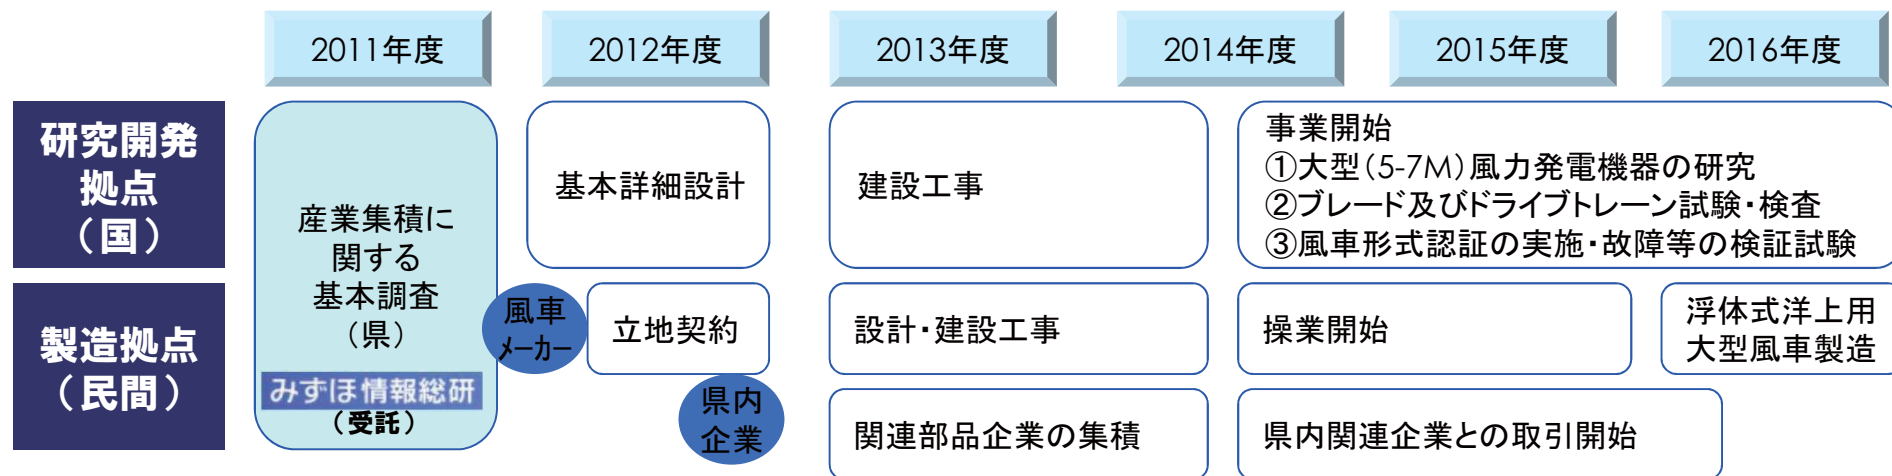 2011年度
2012年度
2013年度
2014年度
2015年度
2016年度
研究開発
拠点
（国）
産業集積に
関する
基本調査
（県）
みずほ情報総研
（受託）
基本詳細設計
建設工事
事業開始
①大型（5-7M）風力発電機器の研究
②ブレード及びドライブトレーン試験・検査
③風車形式認証の実施・故障等の検証試験
製造拠点
（民間）
風車
メーカー
立地契約
設計・建設工事
操業開始
浮体式洋上用
大型風車製造
県内
企業
関連部品企業の集積
県内関連企業との取引開始